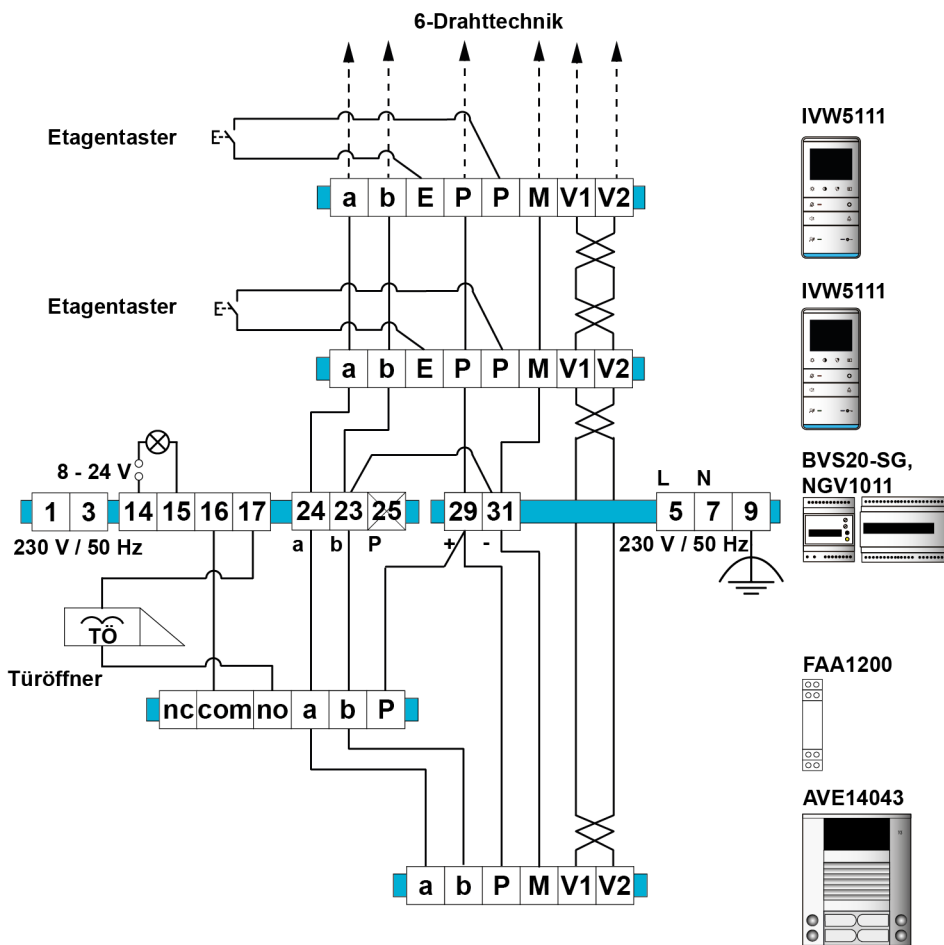 6-Drahttechnik
IVW5111
Etagentaster
a b E P P M V1 V2
IVW5111
Etagentaster
a b E P P M V1 V2
BVS20-SG,
NGV1011
8 - 24 V
L N
1 3 14 15 16 17 24 23 25 29 31 5 7 9
230 V / 50 Hz a b P + - 230 V / 50 Hz
TÖ
Türöffner
FAA1200
nc com no a b P
AVE14043
a b P M V1 V2